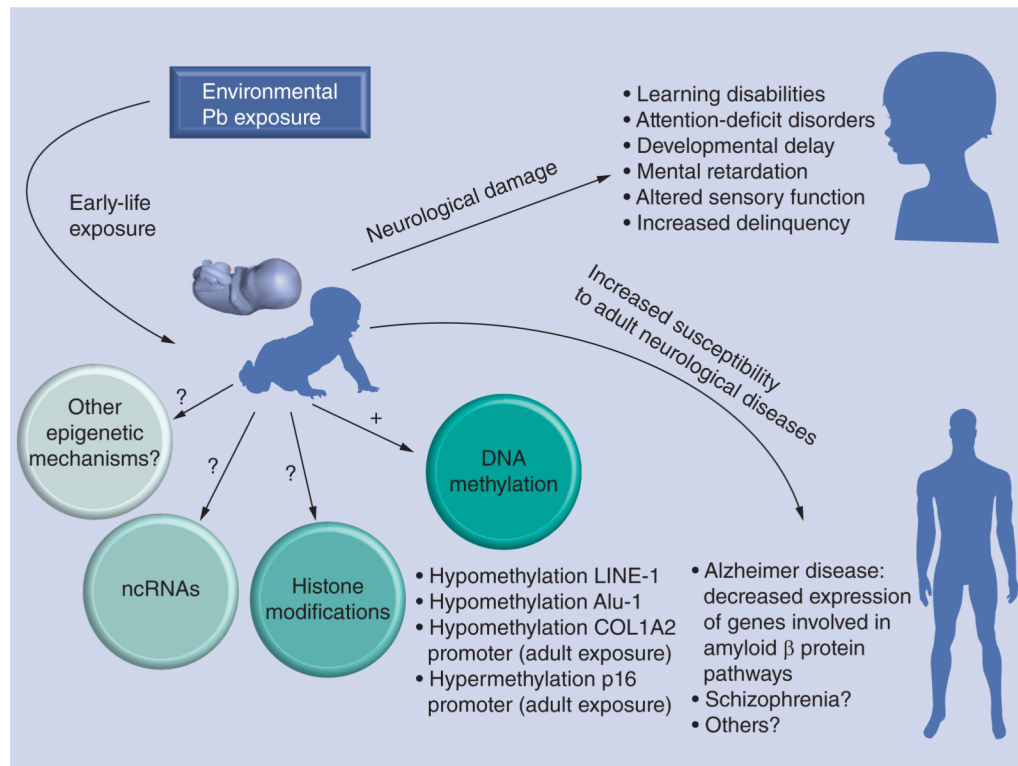 Environmental
Pb exposure
Early-life
exposure
Neurological damage
• Learning disabilities
• Attention-deficit disorders
• Developmental delay
• Mental retardation
• Altered sensory function
• Increased delinquency
Increased susceptibility
to adult neurological diseases
?
Other
epigenetic
mechanisms?
?
ncRNAs
?
Histone
modifications
+
DNA
methylation
• Hypomethylation LINE-1
• Hypomethylation Alu-1
• Hypomethylation COL1A2
promoter (adult exposure)
• Hypermethylation p16
promoter (adult exposure)
• Alzheimer disease:
decreased expression
of genes involved in
amyloid β protein
pathways
• Schizophrenia?
• Others?